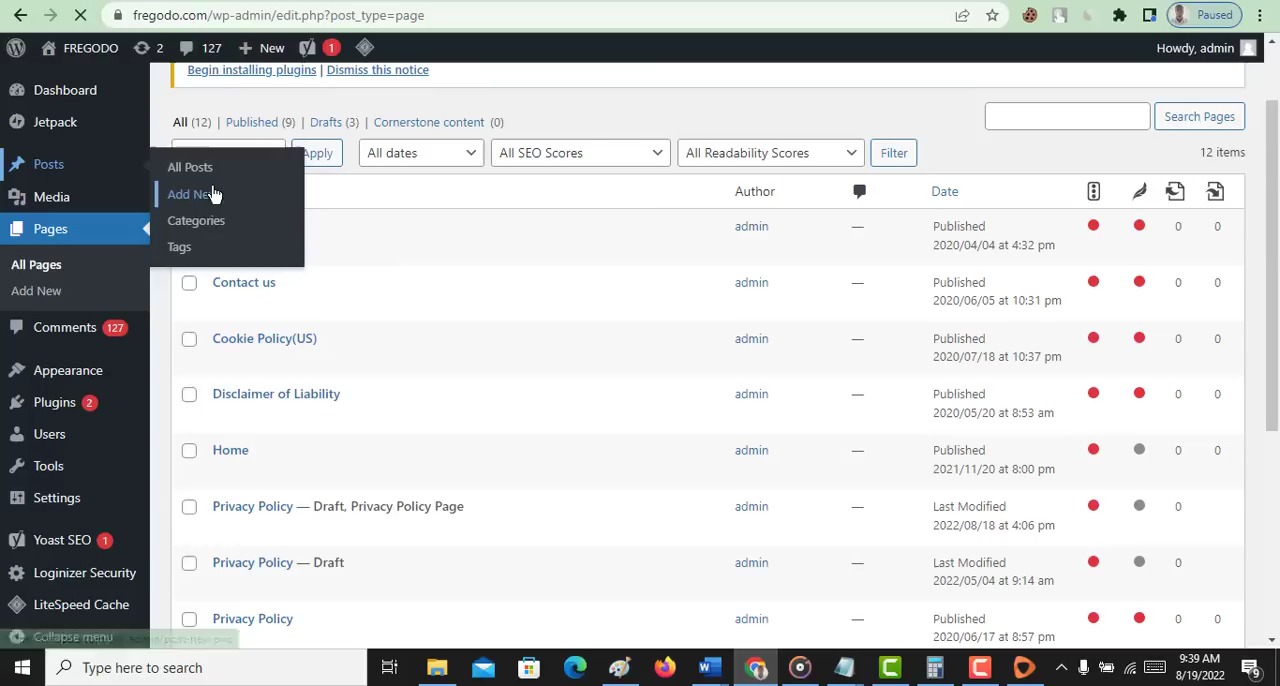 fregodo.com/wp-admin/edit.php?post_type=page
Paused
FREGODO 2 127 New 1
Howdy, admin
Begin installing plugins | Dismiss this notice
Dashboard
Jetpack
Posts
Media
Pages
All Pages
Add New
Comments 127
Appearance
Plugins 2
Users
Tools
Settings
Yoast SEO 1
Loginizer Security
LiteSpeed Cache
Collapse menu
All Posts
Add New
Categories
Tags
All (12) | Published (9) | Drafts (3) | Cornerstone content (0)
Search Pages
Apply
All dates
All SEO Scores
All Readability Scores
Filter
12 items
Author
Date
admin — Published 0 0
2020/04/04 at 4:32 pm
Contact us admin — Published 0 0
2020/06/05 at 10:31 pm
Cookie Policy(US) admin — Published 0 0
2020/07/18 at 10:37 pm
Disclaimer of Liability admin — Published 0 0
2020/05/20 at 8:53 am
Home admin — Published 0 0
2021/11/20 at 8:00 pm
Privacy Policy — Draft, Privacy Policy Page admin — Last Modified 0
2022/08/18 at 4:06 pm
Privacy Policy — Draft admin — Last Modified 0
2022/05/04 at 9:14 am
Privacy Policy admin — Published 0 0
2020/06/17 at 8:57 pm
Type here to search
9:39 AM
8/19/2022
9